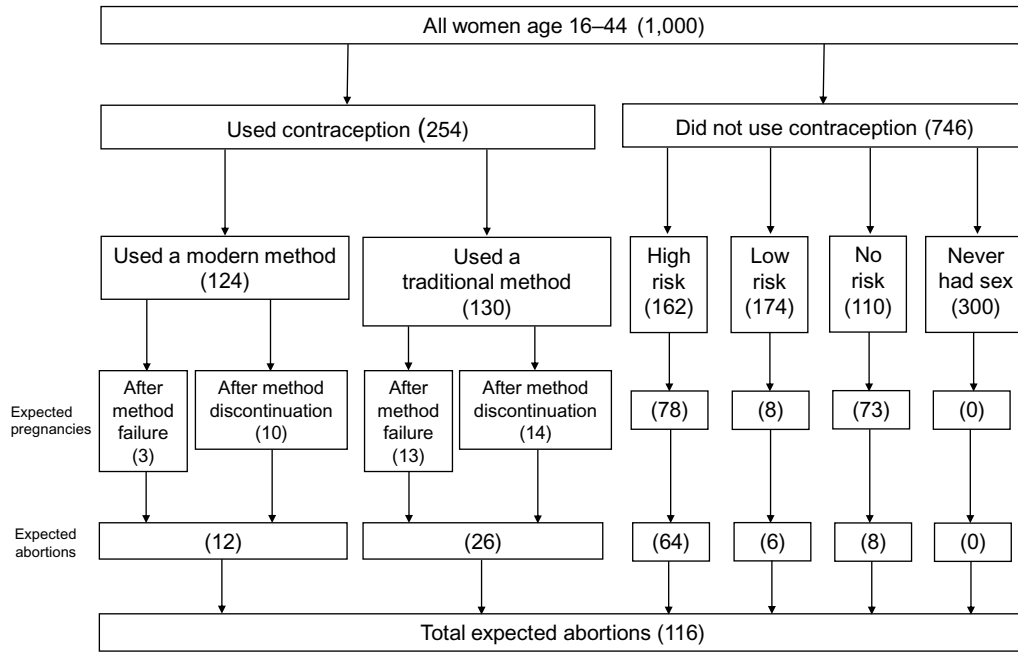 All women age 16–44 (1,000)
Used contraception (254)
Did not use contraception (746)
Used a modern method
(124)
Used a
traditional method
(130)
High
risk
(162)
Low
risk
(174)
No
risk
(110)
Never
had sex
(300)
Expected
pregnancies
After
method
failure
(3)
After method
discontinuation
(10)
After
method
failure
(13)
After method
discontinuation
(14)
(78)
(8)
(73)
(0)
Expected
abortions
(12)
(26)
(64)
(6)
(8)
(0)
Total expected abortions (116)